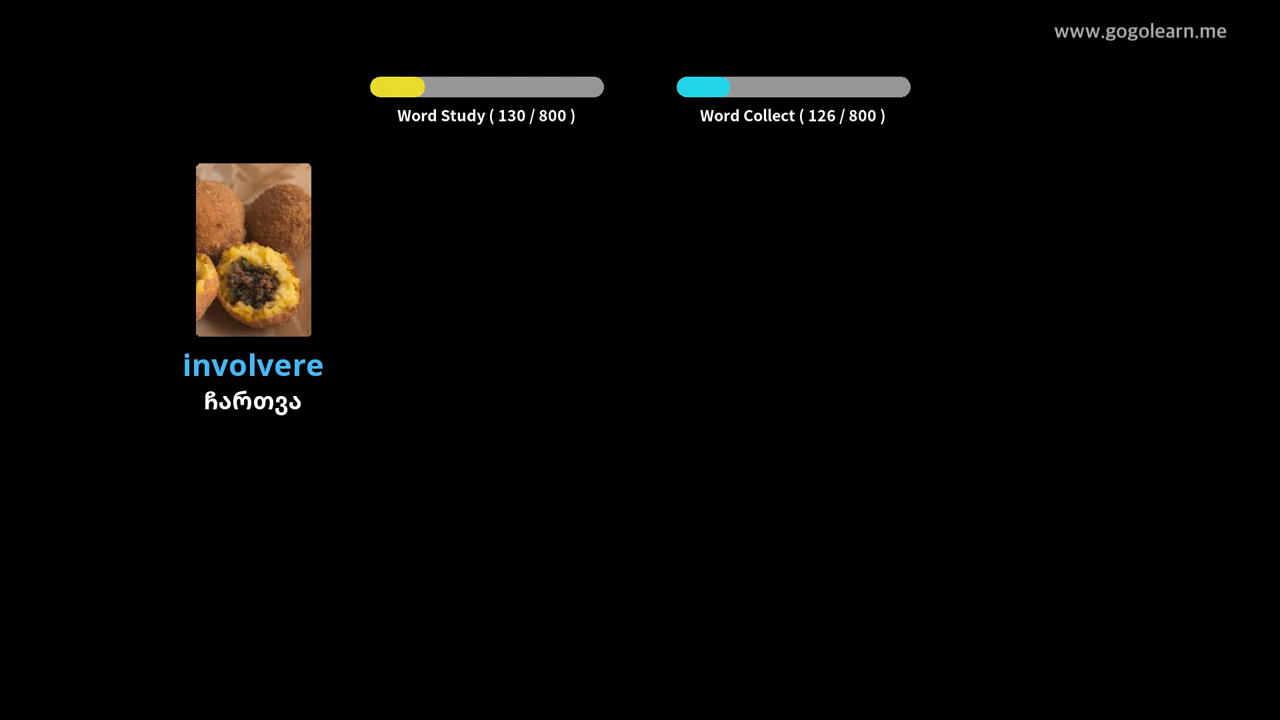 www.gogolearn.me
Word Study ( 130 / 800 )
Word Collect ( 126 / 800 )
involvere
ჩართვა